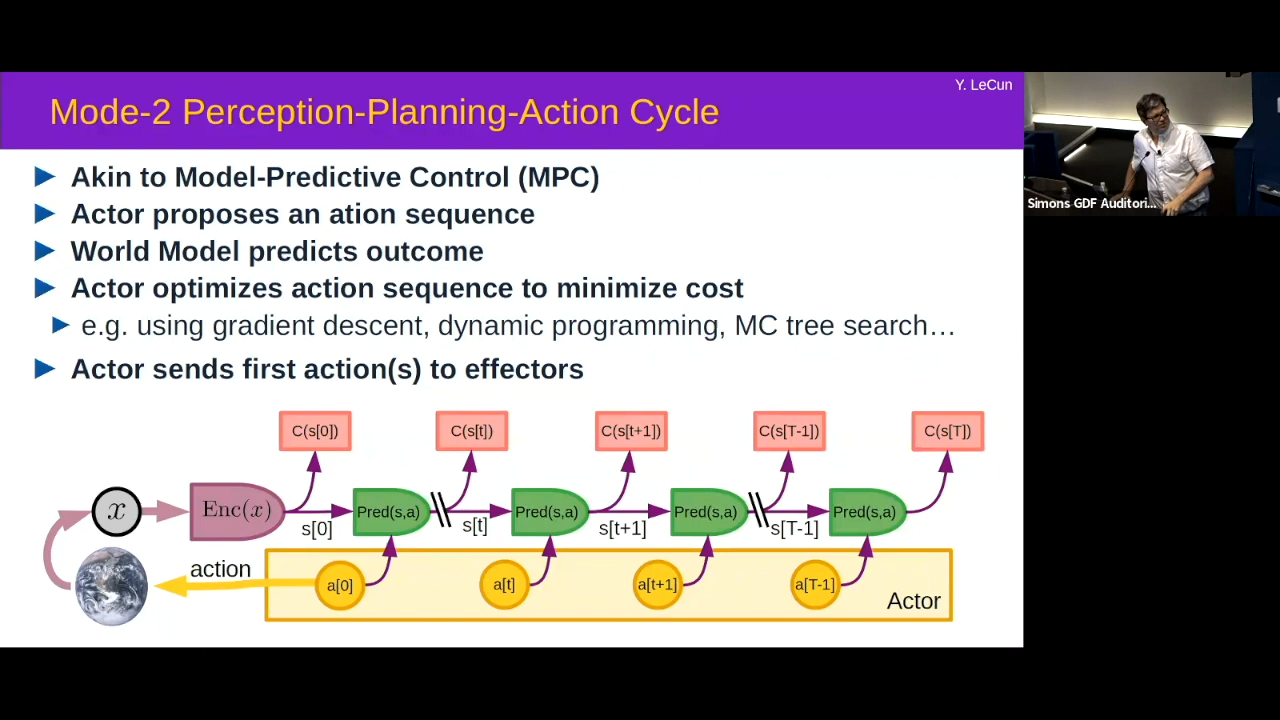 Y. LeCun
Mode-2 Perception-Planning-Action Cycle
Akin to Model-Predictive Control (MPC)
Actor proposes an ation sequence
World Model predicts outcome
Actor optimizes action sequence to minimize cost
e.g. using gradient descent, dynamic programming, MC tree search…
Actor sends first action(s) to effectors
C(s[0]) C(s[t]) C(s[t+1]) C(s[T-1]) C(s[T])
x Enc(x) Pred(s,a) Pred(s,a) Pred(s,a) Pred(s,a)
s[0] s[t] s[t+1] s[T-1]
action a[0] a[t] a[t+1] a[T-1]
Actor
Simons GDF Auditori...